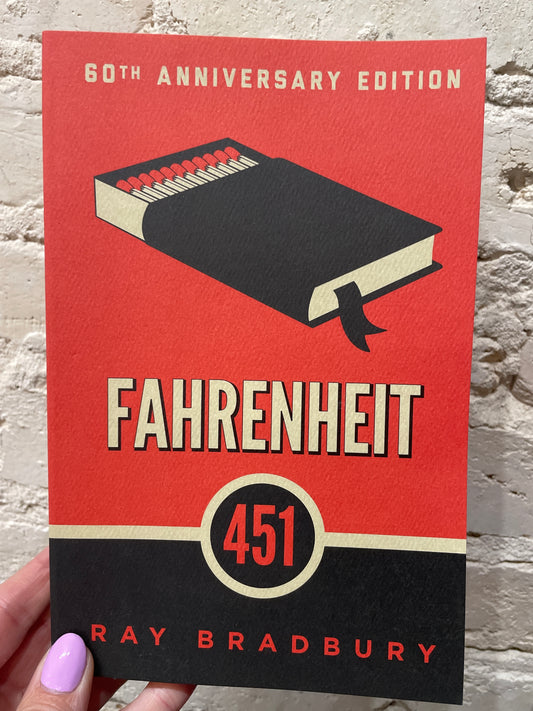 60TH ANNIVERSARY EDITION
FAHRENHEIT
451
RAY BRADBURY